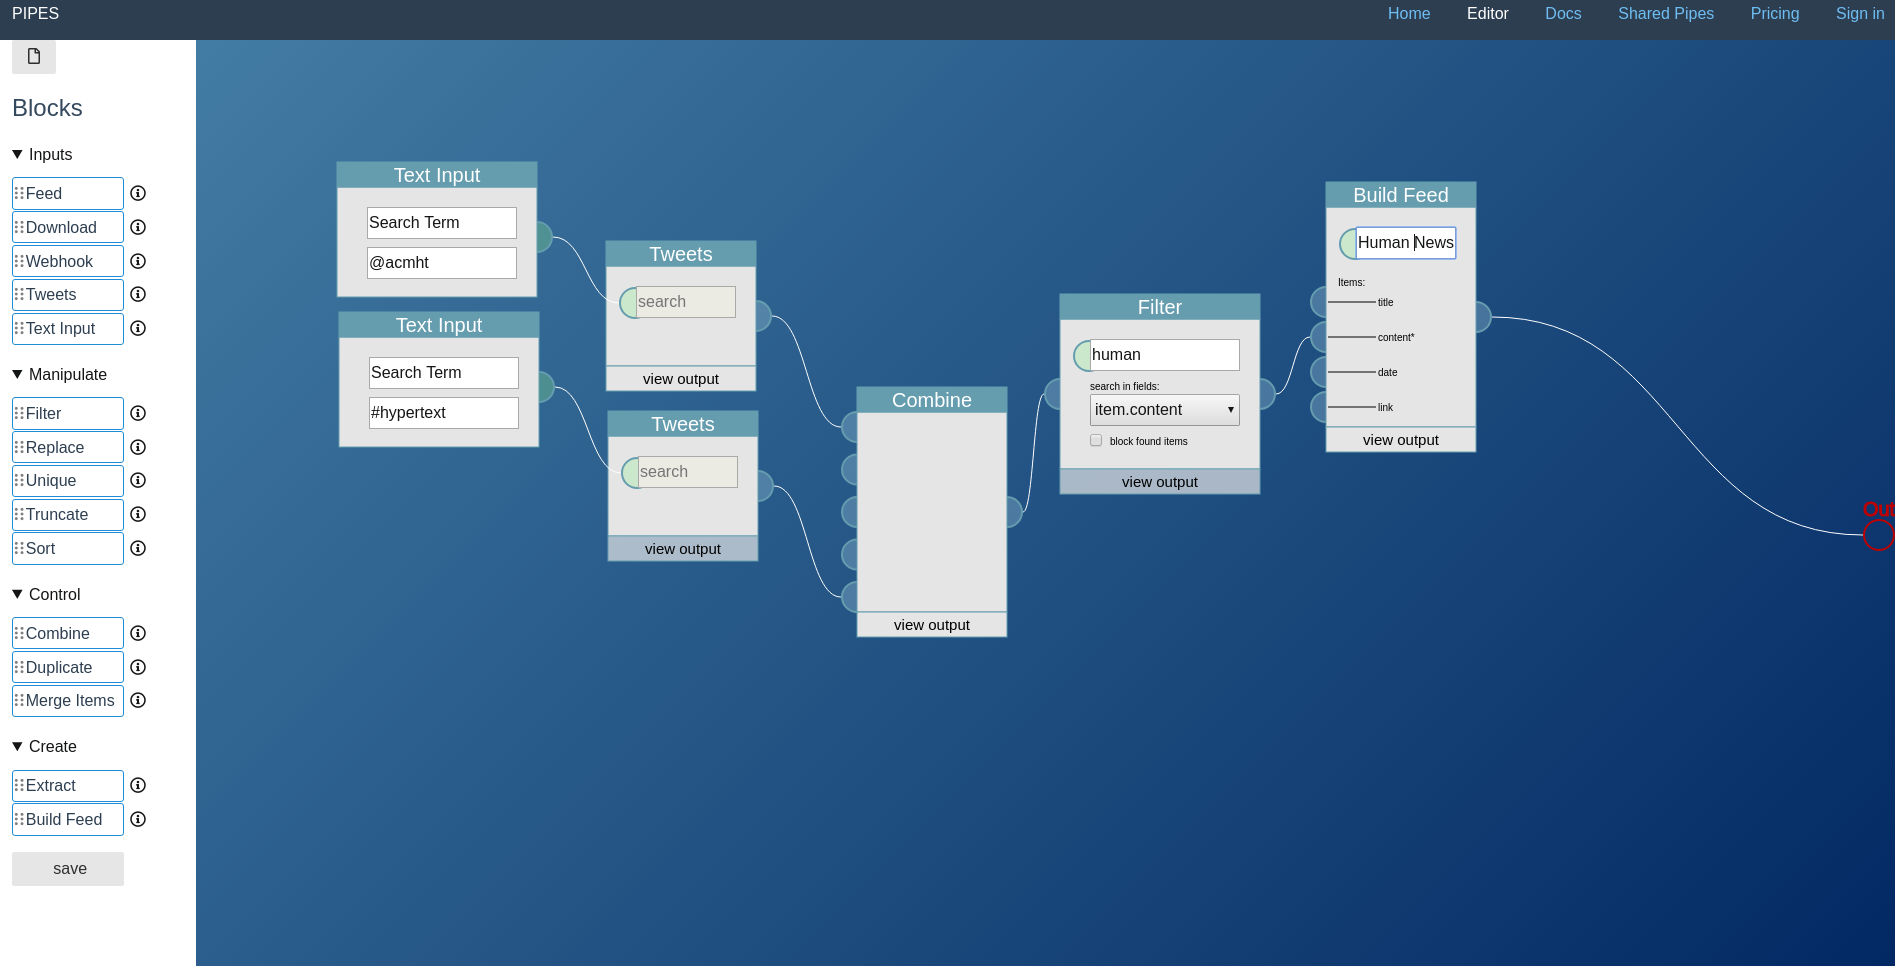 PIPES
Home Editor Docs Shared Pipes Pricing Sign in
Blocks
Inputs
Feed
Download
Webhook
Tweets
Text Input
Manipulate
Filter
Replace
Unique
Truncate
Sort
Control
Combine
Duplicate
Merge Items
Create
Extract
Build Feed
save
Text Input
Search Term
@acmht
Text Input
Search Term
#hypertext
Tweets
search
view output
Tweets
search
view output
Combine
view output
Filter
human
search in fields:
item.content
block found items
view output
Build Feed
Human News
Items:
title
content*
date
link
view output
Out